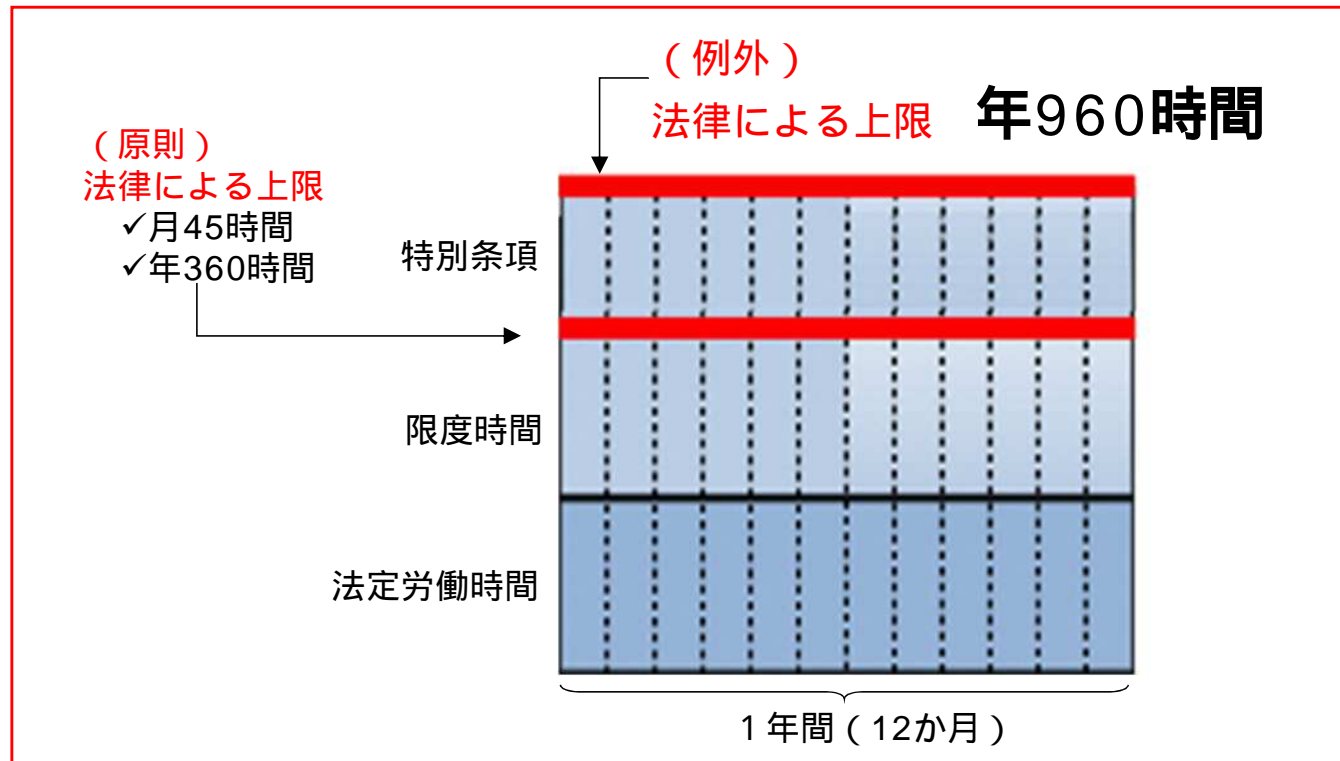 （例外）
法律による上限 年960時間
（原則）
法律による上限
✓月45時間
✓年360時間
特別条項
限度時間
法定労働時間
１年間（12か月）